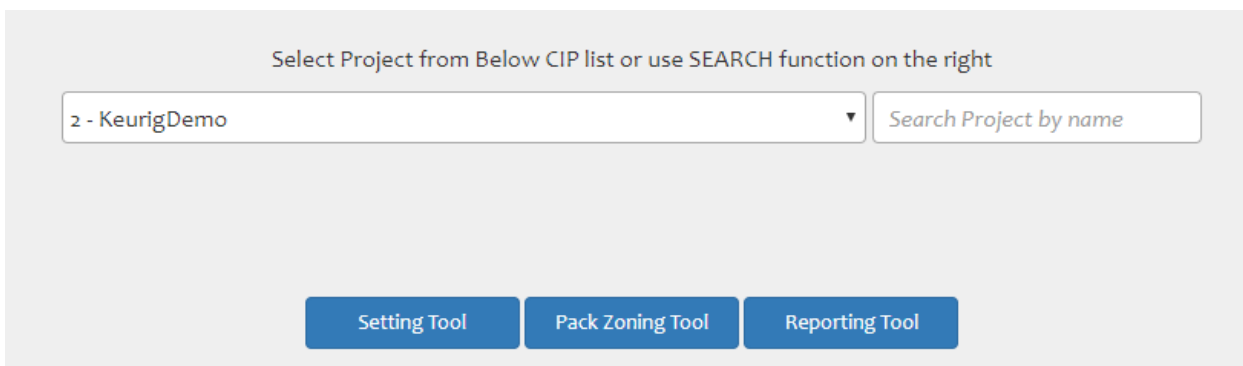 Select Project from Below CIP list or use SEARCH function on the right
2 - KeurigDemo
Search Project by name
Setting Tool
Pack Zoning Tool
Reporting Tool